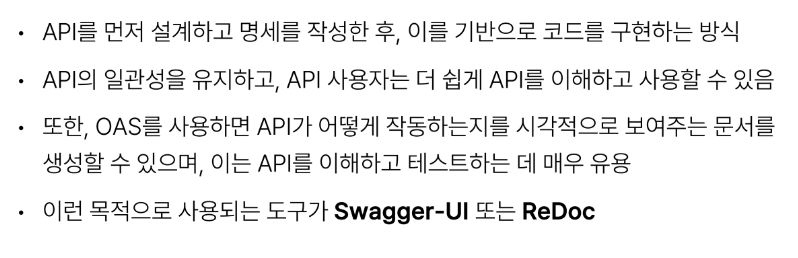 • API를 먼저 설계하고 명세를 작성한 후, 이를 기반으로 코드를 구현하는 방식
• API의 일관성을 유지하고, API 사용자는 더 쉽게 API를 이해하고 사용할 수 있음
• 또한, OAS를 사용하면 API가 어떻게 작동하는지를 시각적으로 보여주는 문서를
생성할 수 있으며, 이는 API를 이해하고 테스트하는 데 매우 유용
• 이런 목적으로 사용되는 도구가 Swagger-UI 또는 ReDoc